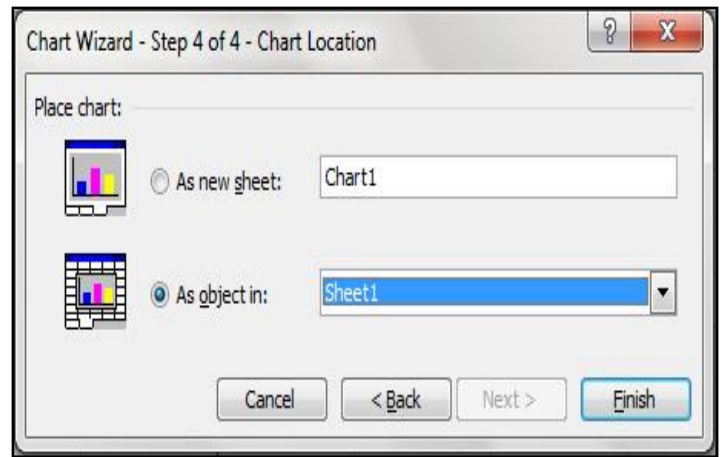 Chart Wizard - Step 4 of 4 - Chart Location
? X
Place chart:
As new sheet: Chart1
As object in: Sheet1
Cancel < Back Next > Finish